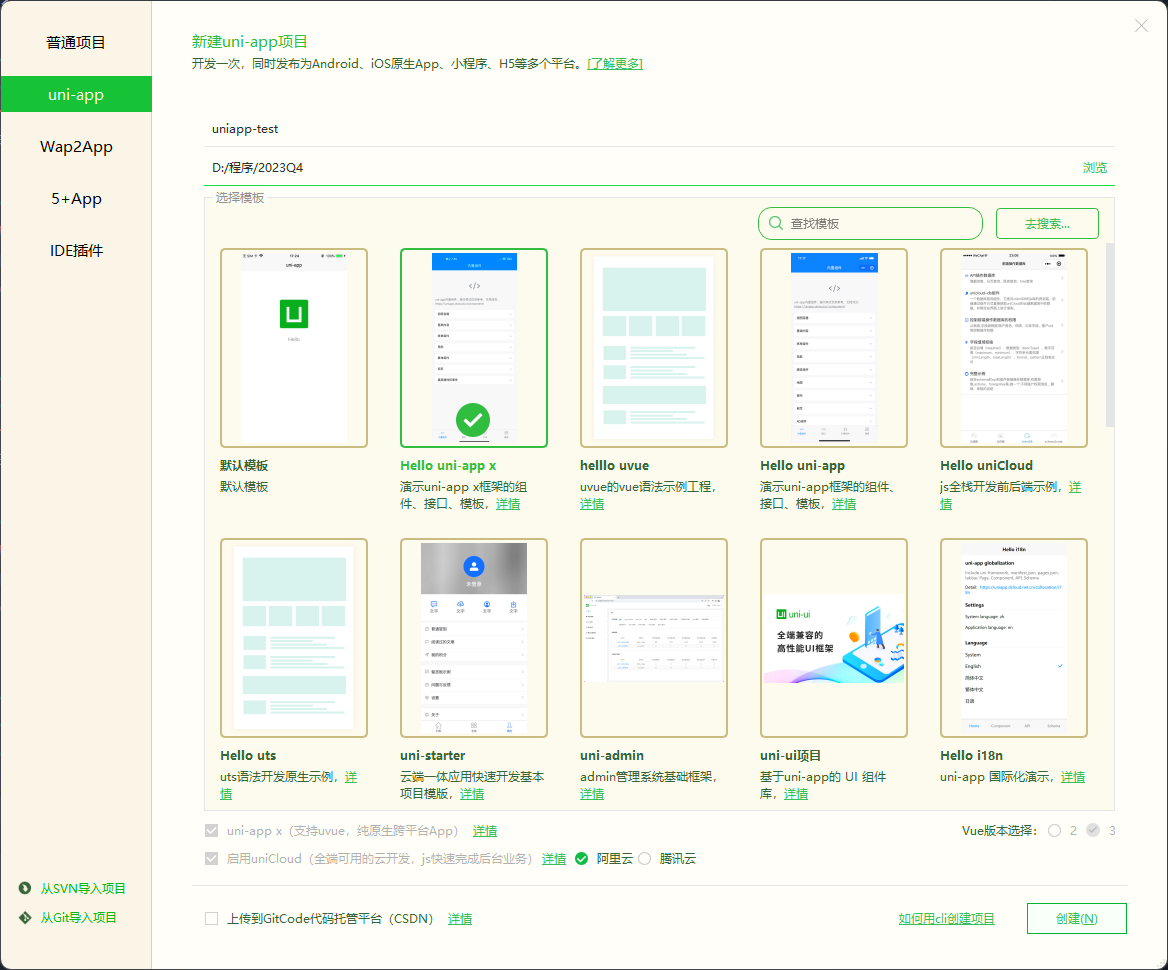 普通项目
uni-app
Wap2App
5+App
IDE插件
从SVN导入项目
从Git导入项目
新建uni-app项目
开发一次，同时发布为Android、iOS原生App、小程序、H5等多个平台。[了解更多]
uniapp-test
D:/程序/2023Q4
浏览
选择模板
查找模板
去搜索...
uni-app
Hello
默认模板
默认模板
Hello uni-app x
演示uni-app x框架的组
件、接口、模板，详情
helllo uvue
uvue的vue语法示例工程，
详情
Hello uni-app
演示uni-app框架的组件、
接口、模板，详情
Hello uniCloud
js全栈开发前后端示例，详
情
Hello uts
uts语法开发原生示例，详
情
uni-starter
云端一体应用快速开发基本
项目模版，详情
uni-admin
admin管理系统基础框架，
详情
uni-ui
全端兼容的
高性能UI框架
uni-ui项目
基于uni-app的 UI 组件
库，详情
Hello i18n
uni-app globalization
Settings
System language: zh
Application language: en
Language
System
English
简体中文
繁体中文
日语
Home Component API Schema
Hello i18n
uni-app 国际化演示，详情
uni-app x（支持uvue，纯原生跨平台App） 详情
Vue版本选择： 2 3
启用uniCloud（全端可用的云开发，js快速完成后台业务） 详情 阿里云 腾讯云
上传到GitCode代码托管平台（CSDN） 详情
如何用cli创建项目
创建(N)